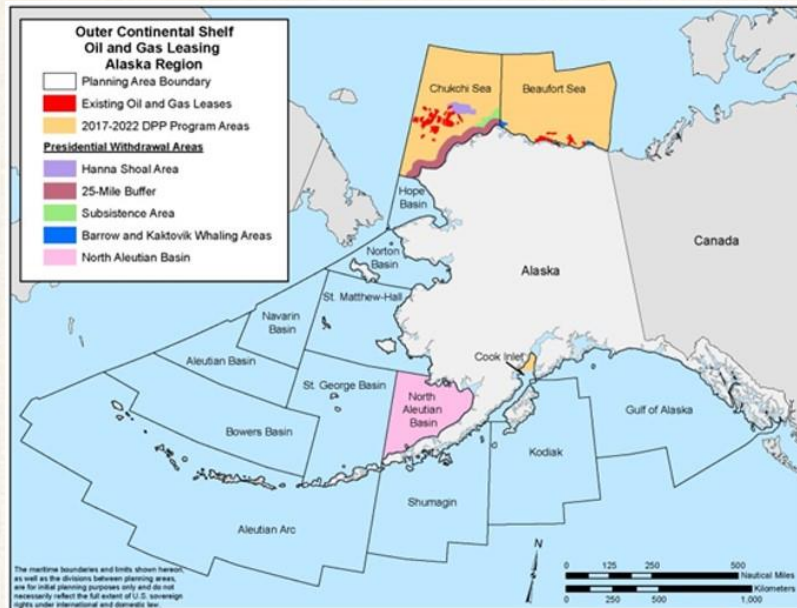 Outer Continental Shelf
Oil and Gas Leasing
Alaska Region
Planning Area Boundary
Existing Oil and Gas Leases
2017-2022 DPP Program Areas
Presidential Withdrawal Areas
Hanna Shoal Area
25-Mile Buffer
Subsistence Area
Barrow and Kaktovik Whaling Areas
North Aleutian Basin
Chukchi Sea
Beaufort Sea
Hope
Basin
Canada
Norton
Basin
Alaska
St. Matthew-Hall
Navarin
Basin
Cook Inlet
Aleutian Basin
St. George Basin
North
Aleutian
Basin
Gulf of Alaska
Bowers Basin
Kodiak
Shumagin
Aleutian Arc
N
The maritime boundaries and limits shown hereon,
as well as the divisions between planning areas,
are for initial planning purposes only and do not
necessarily reflect the full extent of U.S. sovereign
rights under international and domestic law.
0 125 250 500
Nautical Miles
Kilometers
0 250 500 1,000